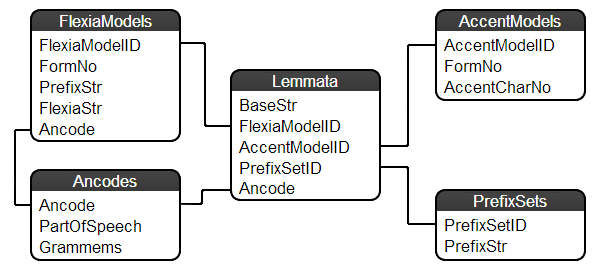 FlexiaModels
FlexiaModelID
FormNo
PrefixStr
FlexiaStr
Ancode
Ancodes
Ancode
PartOfSpeech
Grammems
Lemmata
BaseStr
FlexiaModelID
AccentModelID
PrefixSetID
Ancode
AccentModels
AccentModelID
FormNo
AccentCharNo
PrefixSets
PrefixSetID
PrefixStr